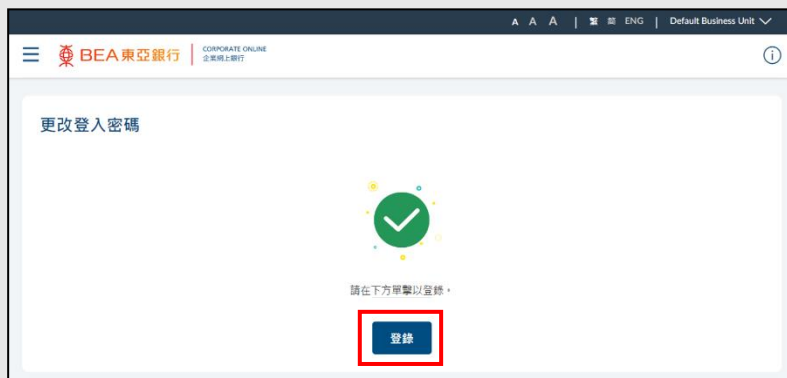 A A A | 繁 簡 ENG | Default Business Unit
BEA東亞銀行 | CORPORATE ONLINE
企業網上銀行
更改登入密碼
請在下方單擊以登錄。
登錄